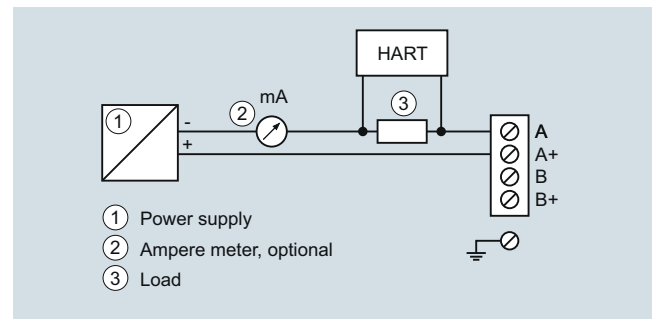 HART
mA
2
3
1
-
+
A
A+
B
B+
1 Power supply
2 Ampere meter, optional
3 Load